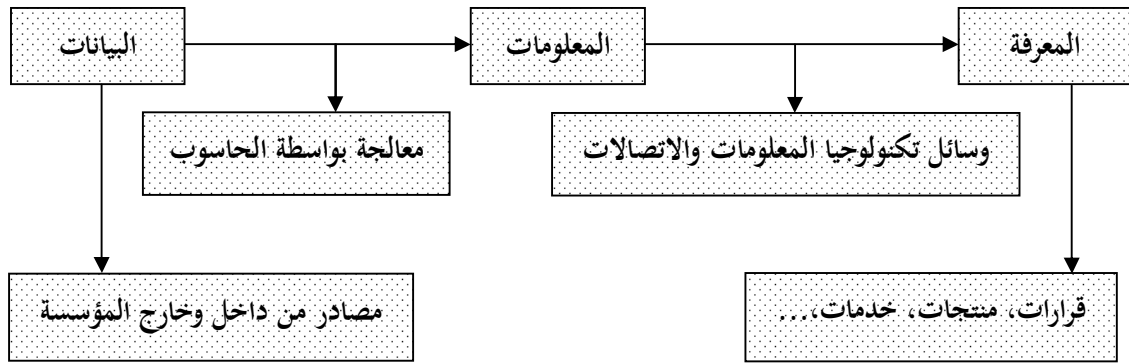 البيانات
المعلومات
المعرفة
معالجة بواسطة الحاسوب
وسائل تكنولوجيا المعلومات والاتصالات
مصادر من داخل وخارج المؤسسة
قرارات، منتجات، خدمات،...